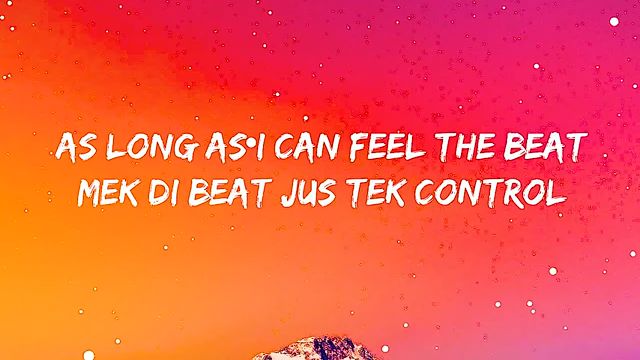 AS LONG AS I CAN FEEL THE BEAT
MEK DI BEAT JUS TEK CONTROL